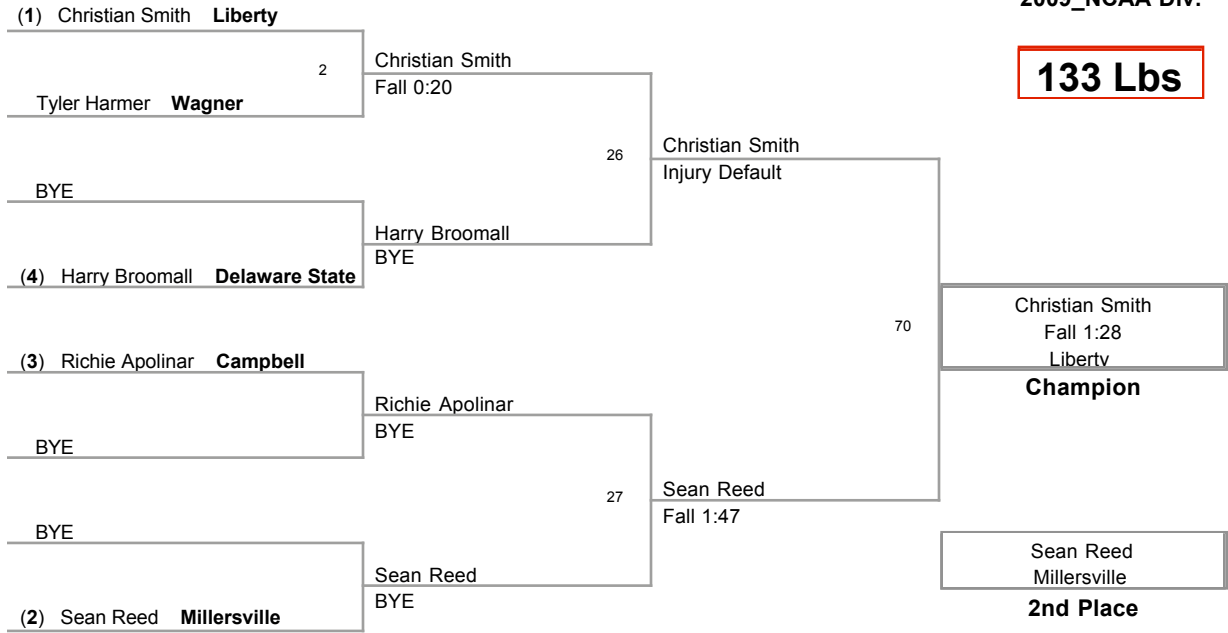 2009_NCAA Div.
133 Lbs
(1) Christian Smith Liberty
2
Christian Smith
Fall 0:20
Tyler Harmer Wagner
26
Christian Smith
Injury Default
BYE
Harry Broomall
BYE
(4) Harry Broomall Delaware State
70
Christian Smith
Fall 1:28
Liberty
Champion
(3) Richie Apolinar Campbell
Richie Apolinar
BYE
BYE
27
Sean Reed
Fall 1:47
BYE
Sean Reed
BYE
(2) Sean Reed Millersville
Sean Reed
Millersville
2nd Place